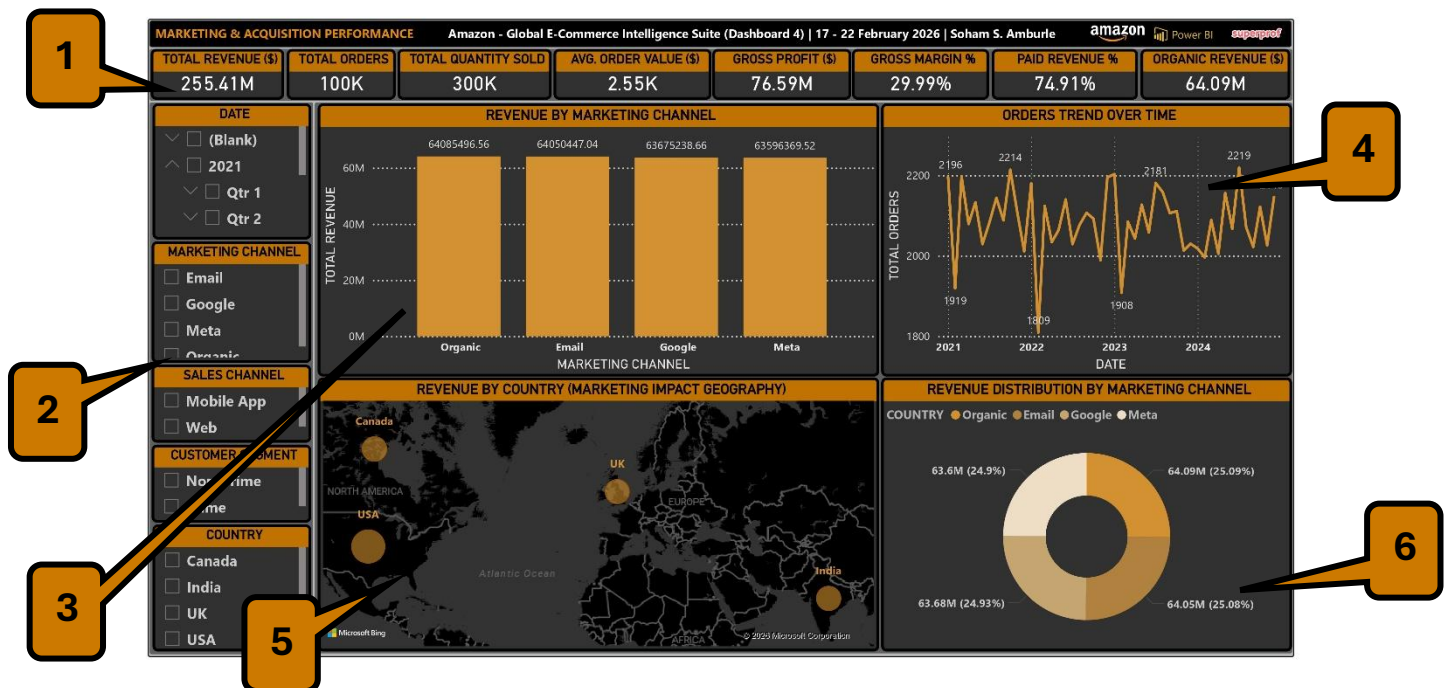 MARKETING & ACQUISITION PERFORMANCE
Amazon - Global E-Commerce Intelligence Suite (Dashboard 4) | 17 - 22 February 2026 | Soham S. Amburle
amazon
Power BI
superprof
1
TOTAL REVENUE ($)
255.41M
TOTAL ORDERS
100K
TOTAL QUANTITY SOLD
300K
AVG. ORDER VALUE ($)
2.55K
GROSS PROFIT ($)
76.59M
GROSS MARGIN %
29.99%
PAID REVENUE %
74.91%
ORGANIC REVENUE ($)
64.09M
DATE
(Blank)
2021
Qtr 1
Qtr 2
2
MARKETING CHANNEL
Email
Google
Meta
Organic
SALES CHANNEL
Mobile App
Web
CUSTOMER SEGMENT
COUNTRY
Canada
India
UK
USA
3
REVENUE BY MARKETING CHANNEL
TOTAL REVENUE
60M
40M
20M
0M
64085496.56
64050447.04
63675238.66
63596369.52
Organic
Email
Google
Meta
MARKETING CHANNEL
4
ORDERS TREND OVER TIME
TOTAL ORDERS
2200
2000
1800
2196
1919
2214
1809
1908
2181
2219
2021
2022
2023
2024
DATE
5
REVENUE BY COUNTRY (MARKETING IMPACT GEOGRAPHY)
Canada
NORTH AMERICA
USA
UK
EUROPE
Atlantic Ocean
India
AFRICA
Microsoft Bing
© 2026 Microsoft Corporation
6
REVENUE DISTRIBUTION BY MARKETING CHANNEL
COUNTRY Organic Email Google Meta
63.6M (24.9%)
64.09M (25.09%)
63.68M (24.93%)
64.05M (25.08%)